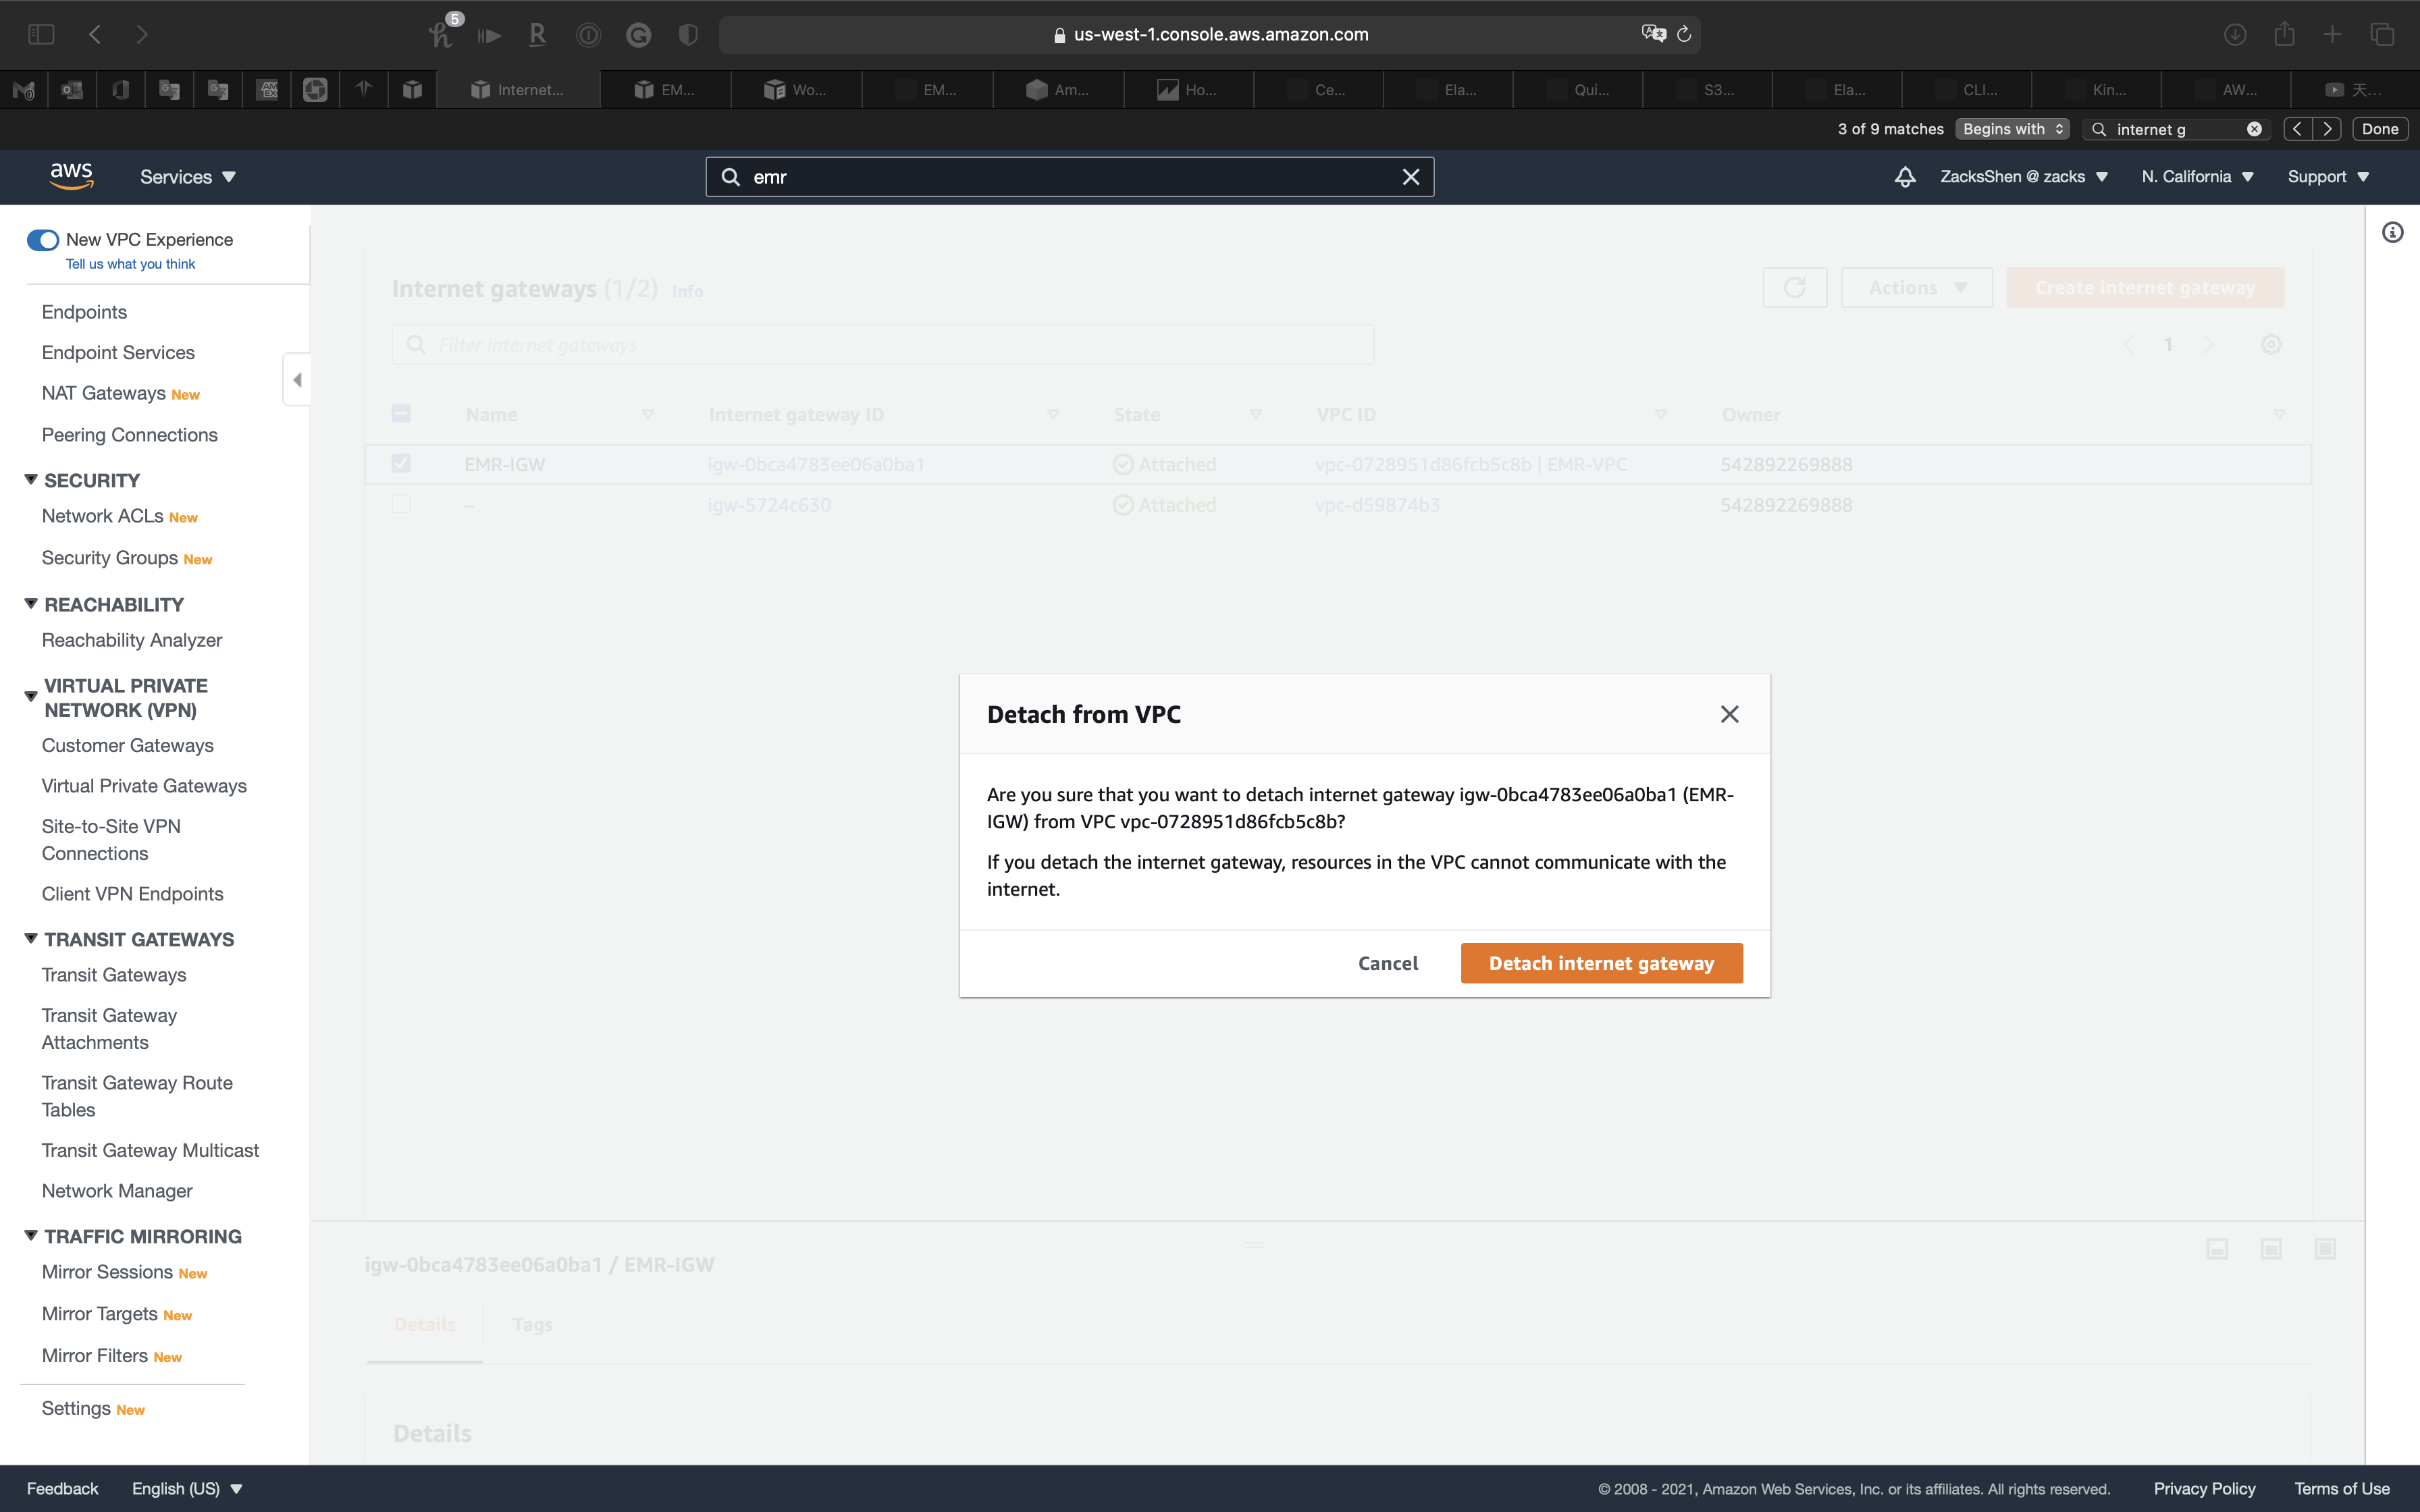 5
us-west-1.console.aws.amazon.com
Internet...
EM...
Wo...
EM...
Am...
Ho...
Ce...
Ela...
Qui...
S3...
Ela...
CLI...
Kin...
AW...
天...
3 of 9 matches
Begins with
internet g
Done
aws
Services
emr
ZacksShen @ zacks
N. California
Support
New VPC Experience
Tell us what you think
Endpoints
Endpoint Services
NAT Gateways New
Peering Connections
SECURITY
Network ACLs New
Security Groups New
REACHABILITY
Reachability Analyzer
VIRTUAL PRIVATE
NETWORK (VPN)
Customer Gateways
Virtual Private Gateways
Site-to-Site VPN
Connections
Client VPN Endpoints
TRANSIT GATEWAYS
Transit Gateways
Transit Gateway
Attachments
Transit Gateway Route
Tables
Transit Gateway Multicast
Network Manager
TRAFFIC MIRRORING
Mirror Sessions New
Mirror Targets New
Mirror Filters New
Settings New
Internet gateways (1/2) Info
Actions
Create internet gateway
Filter internet gateways
1
Name Internet gateway ID State VPC ID Owner
EMR-IGW igw-0bca4783ee06a0ba1 Attached vpc-0728951d86fcb5c8b | EMR-VPC 542892269888
– igw-5724c630 Attached vpc-d59874b3 542892269888
Detach from VPC
Are you sure that you want to detach internet gateway igw-0bca4783ee06a0ba1 (EMR-
IGW) from VPC vpc-0728951d86fcb5c8b?
If you detach the internet gateway, resources in the VPC cannot communicate with the
internet.
Cancel
Detach internet gateway
igw-0bca4783ee06a0ba1 / EMR-IGW
Details
Tags
Details
Feedback
English (US)
© 2008 - 2021, Amazon Web Services, Inc. or its affiliates. All rights reserved.
Privacy Policy
Terms of Use